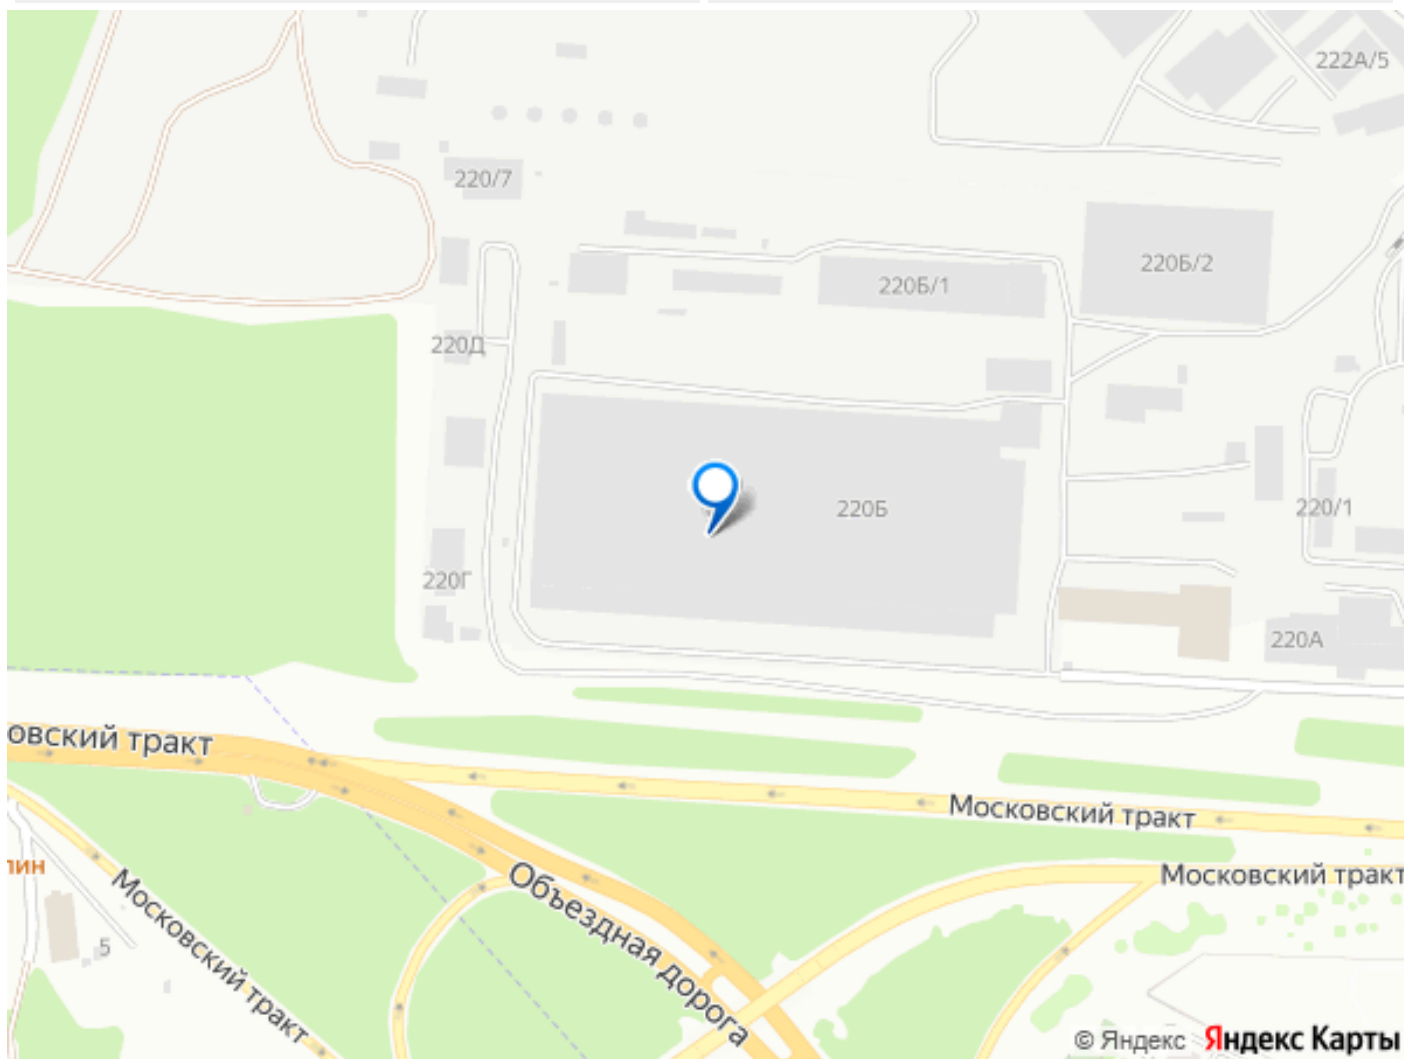 222А/5
220/7
220Б/2
220Б/1
220Д
220Б
220/1
220Г
220А
овский тракт
Московский тракт
Объездная дорога
Московский тракт
лин
Московский тракт
5
© Яндекс Яндекс Карты